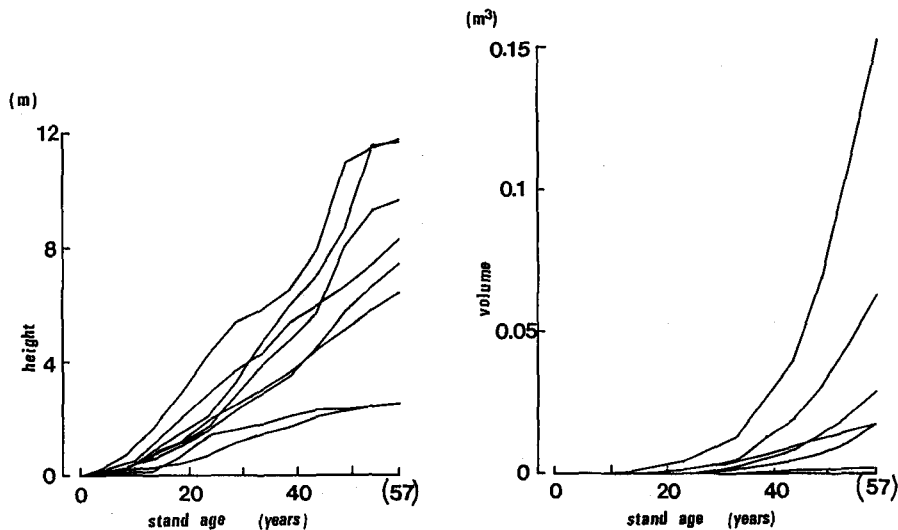 (m)
12
8
4
0
height
0 20 40 (57)
stand age (years)
(m³)
0.15
0.1
0.05
0
volume
0 20 40 (57)
stand age (years)